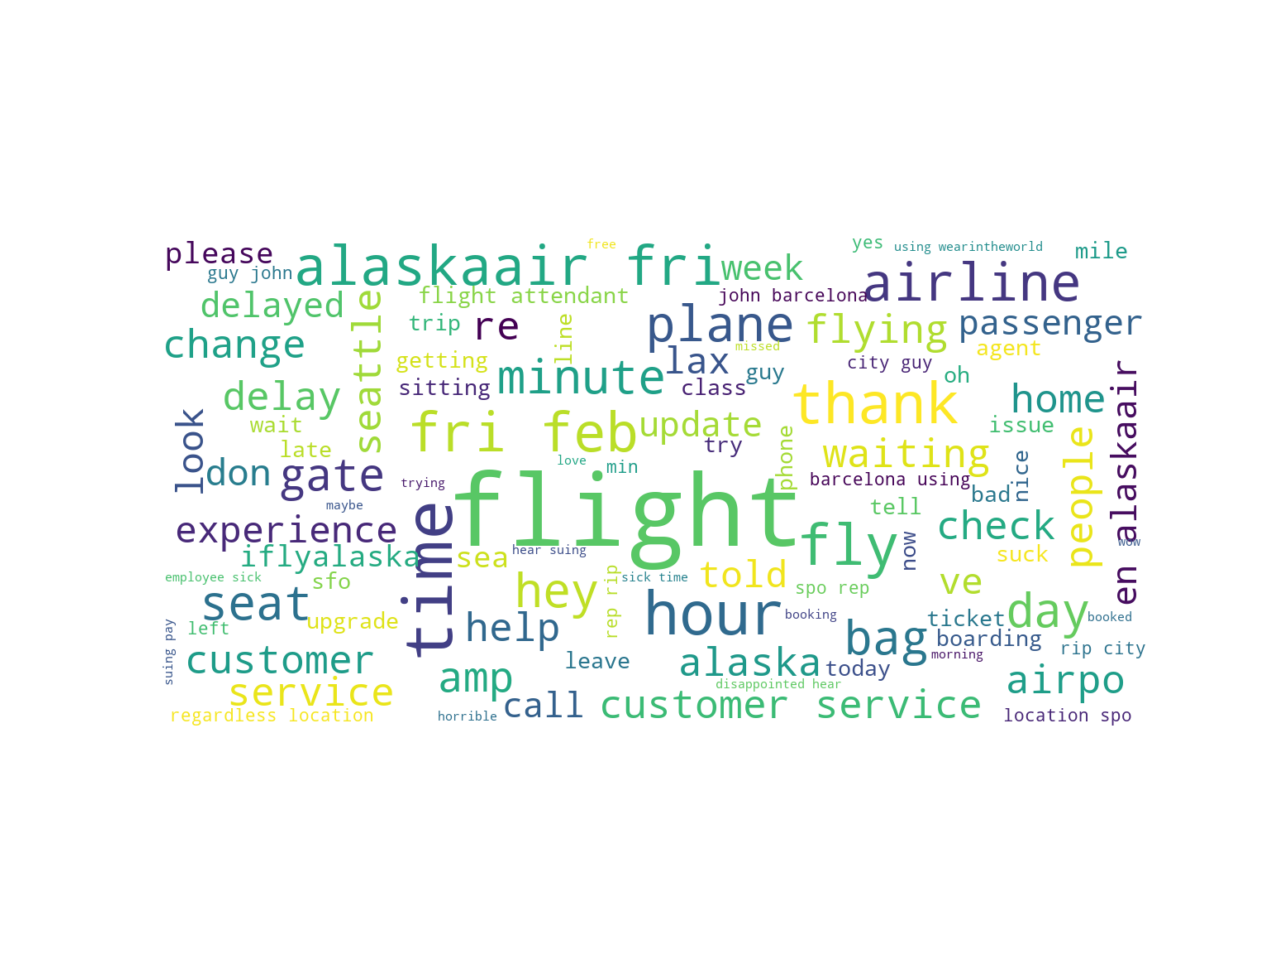 please
guy john
alaskaair fri
free
week
yes
using wearintheworld
mile
delayed
flight attendant
john barcelona
airline
change
seattle
trip
re
line
plane
flying
passenger
getting
missed
agent
sitting
minute
lax
class
guy
city guy
oh
delay
thank
home
wait
fri feb
update
issue
look
late
try
phone
waiting
people
en alaskaair
don
gate
love
min
trying
barcelona using
bad
nice
maybe
flight
tell
experience
time
fly
now
check
wow
iflyalaska
sea
hear suing
suck
employee sick
sfo
sick time
told
spo rep
ve
seat
hey
rep rip
hour
booking
ticket
day
booked
suing pay
left
upgrade
help
bag
boarding
rip city
customer
leave
alaska
today
morning
service
amp
disappointed hear
airpo
regardless location
horrible
call
customer service
location spo